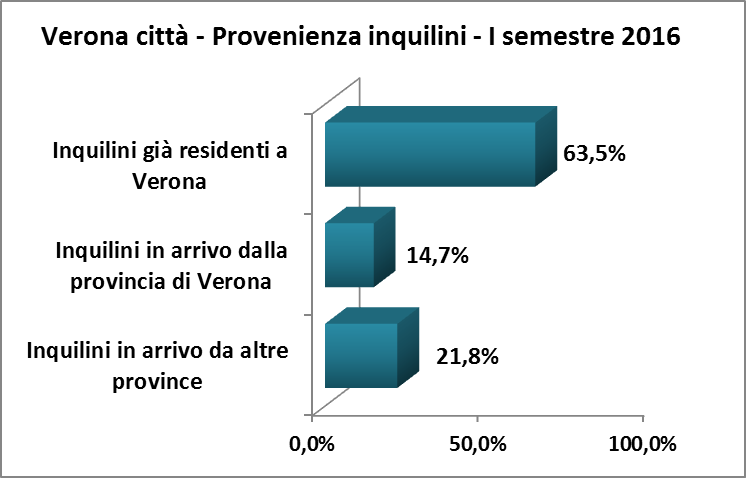 Verona città - Provenienza inquilini - I semestre 2016
Inquilini già residenti a
Verona
63,5%
Inquilini in arrivo dalla
provincia di Verona
14,7%
Inquilini in arrivo da altre
province
21,8%
0,0%
50,0%
100,0%